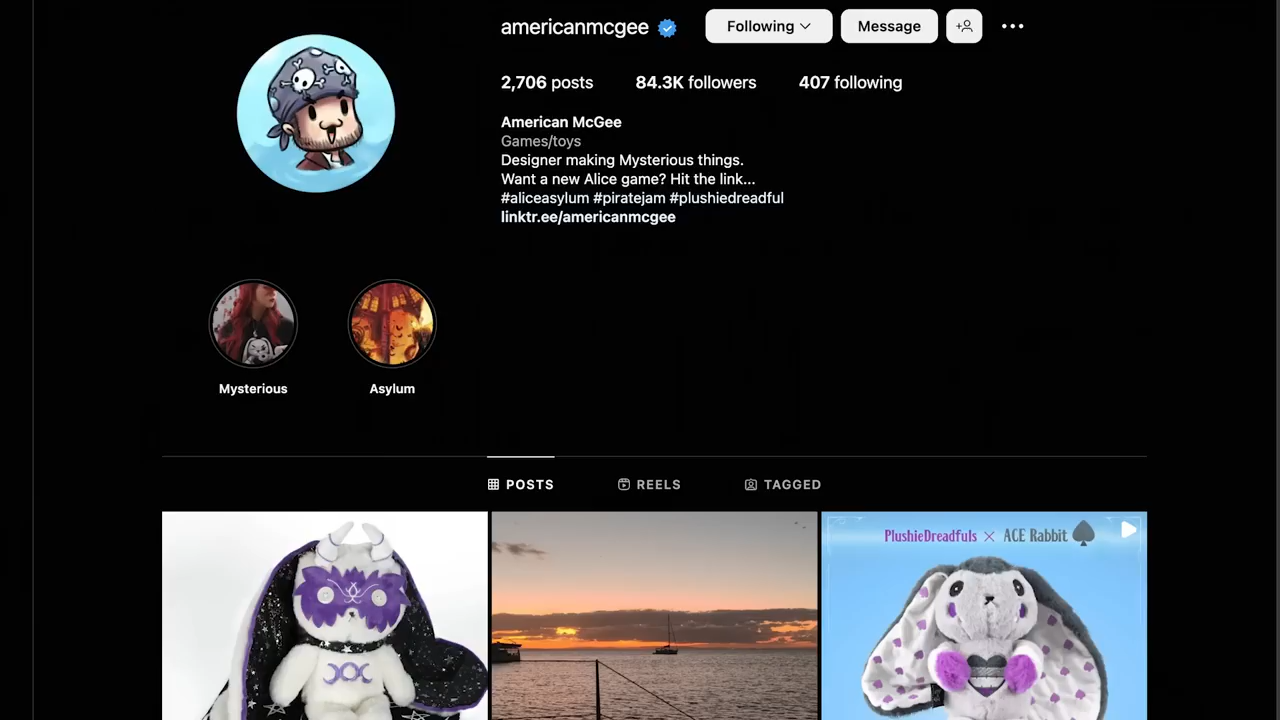 americanmcgee
Following
Message
2,706 posts
84.3K followers
407 following
American McGee
Games/toys
Designer making Mysterious things.
Want a new Alice game? Hit the link...
#aliceasylum #piratejam #plushiedreadful
linktr.ee/americanmcgee
Mysterious
Asylum
POSTS
REELS
TAGGED
PlushieDreadfuls × ACE Rabbit